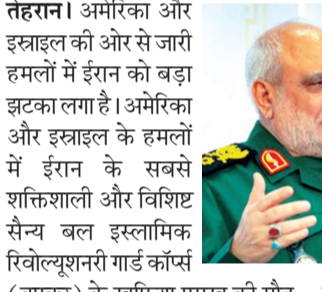 तेहरान। अमेरिका और
इस्राइल की ओर से जारी
हमलों में ईरान को बड़ा
झटका लगा है। अमेरिका
और इस्राइल के हमलों
में ईरान के सबसे
शक्तिशाली और विशिष्ट
सैन्य बल इस्लामिक
रिवोल्यूशनरी गार्ड कॉर्प्स